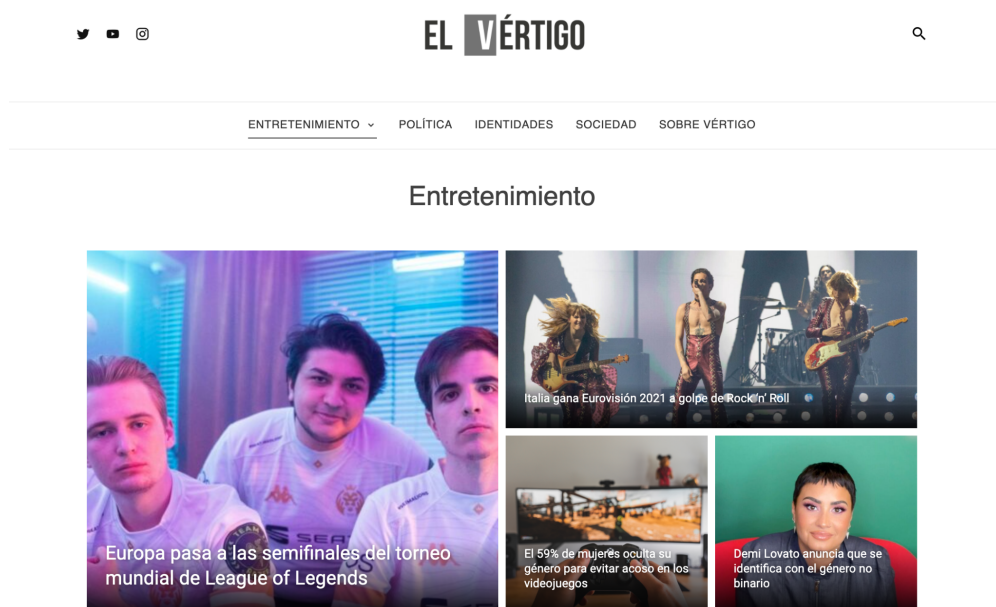 EL VÉRTIGO
ENTRETENIMIENTO
POLÍTICA
IDENTIDADES
SOCIEDAD
SOBRE VÉRTIGO
Entretenimiento
Italia gana Eurovisión 2021 a golpe de Rock 'n' Roll
Europa pasa a las semifinales del torneo
mundial de League of Legends
El 59% de mujeres oculta su
género para evitar acoso en los
videojuegos
Demi Lovato anuncia que se
identifica con el género no
binario